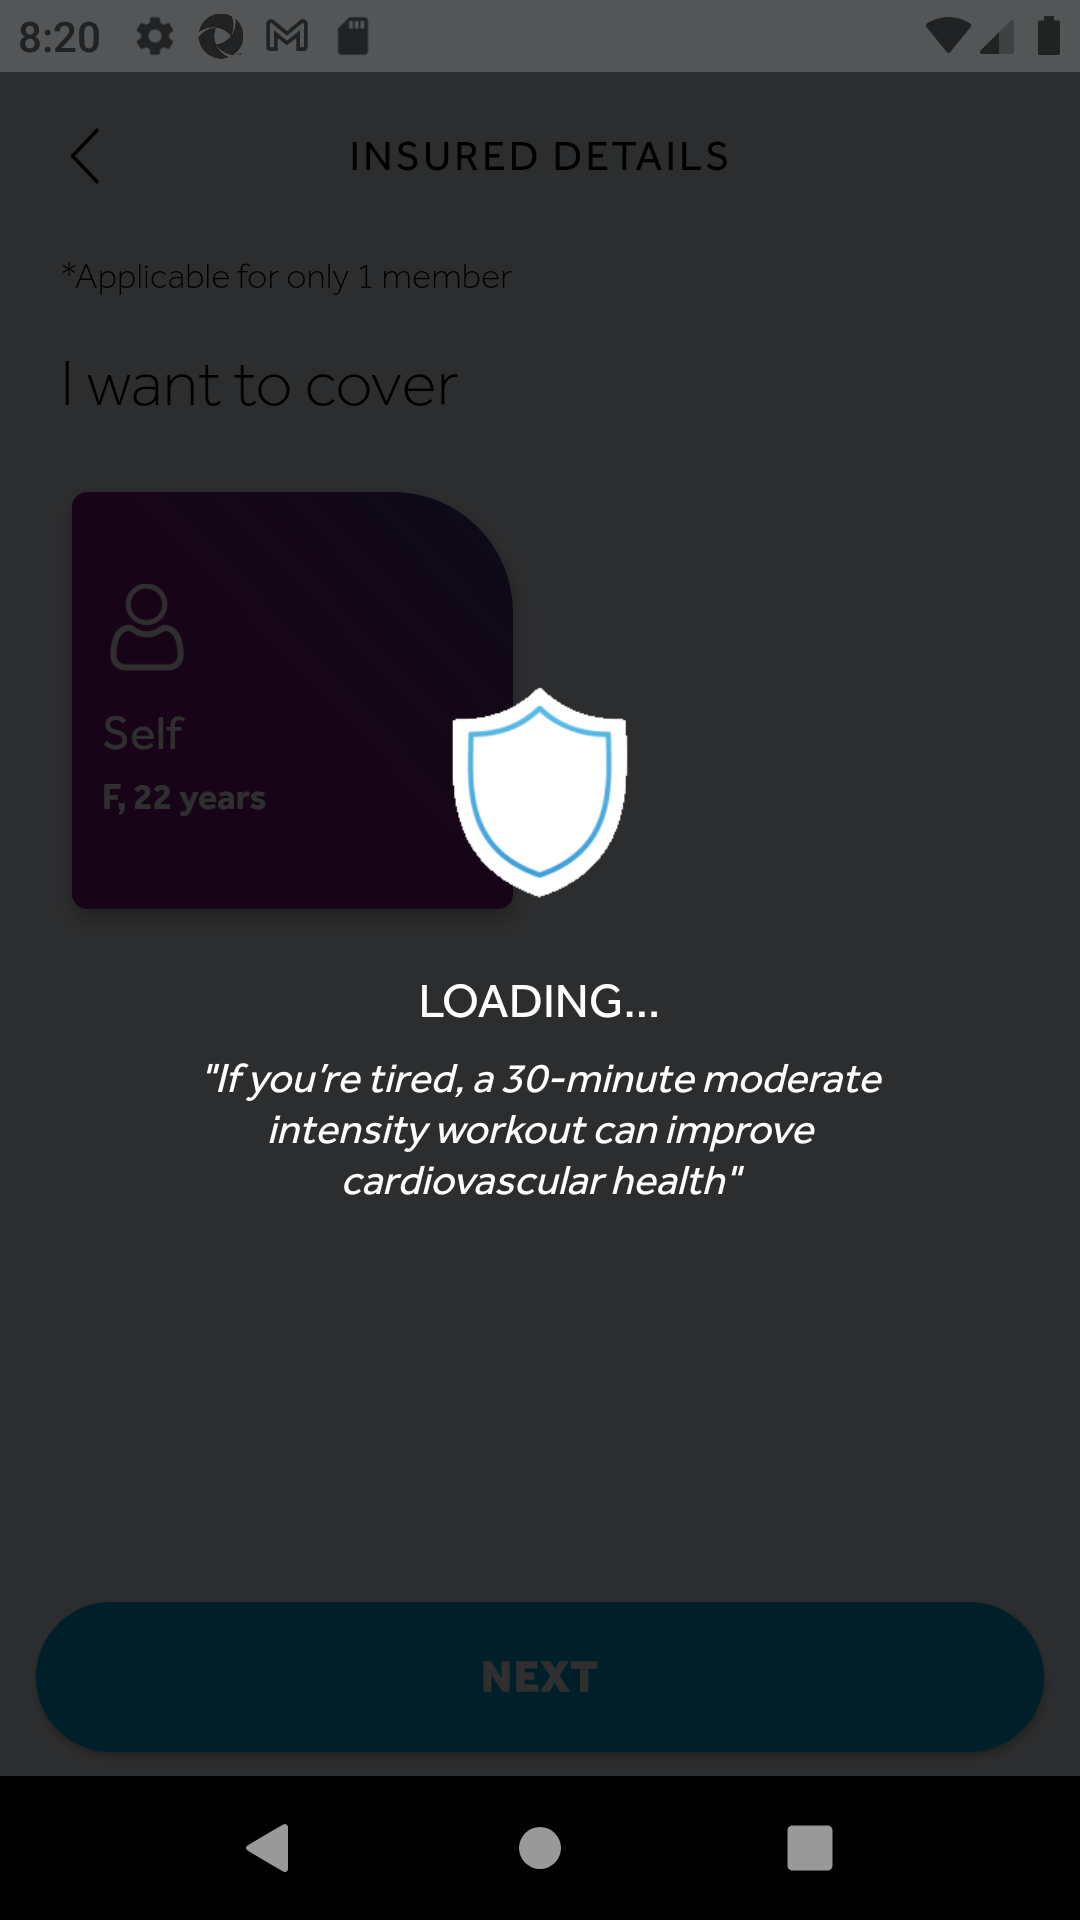 8:20
INSURED DETAILS
*Applicable for only 1 member
I want to cover
Self
F, 22 years
LOADING...
"If you're tired, a 30-minute moderate
intensity workout can improve
cardiovascular health"
NEXT